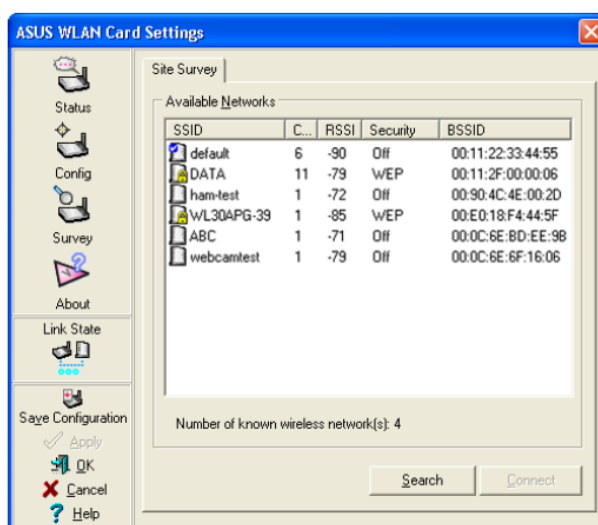 ASUS WLAN Card Settings
Status
Config
Survey
About
Link State
Save Configuration
Apply
OK
Cancel
Help
Site Survey
Available Networks
SSID C... RSSI Security BSSID
default 6 -90 Off 00:11:22:33:44:55
DATA 11 -79 WEP 00:11:2F:00:00:06
ham-test 1 -72 Off 00:90:4C:4E:00:2D
WL30APG-39 1 -85 WEP 00:E0:18:F4:44:5F
ABC 1 -71 Off 00:0C:6E:BD:EE:9B
webcamtest 1 -79 Off 00:0C:6E:6F:16:06
Number of known wireless network(s): 4
Search Connect